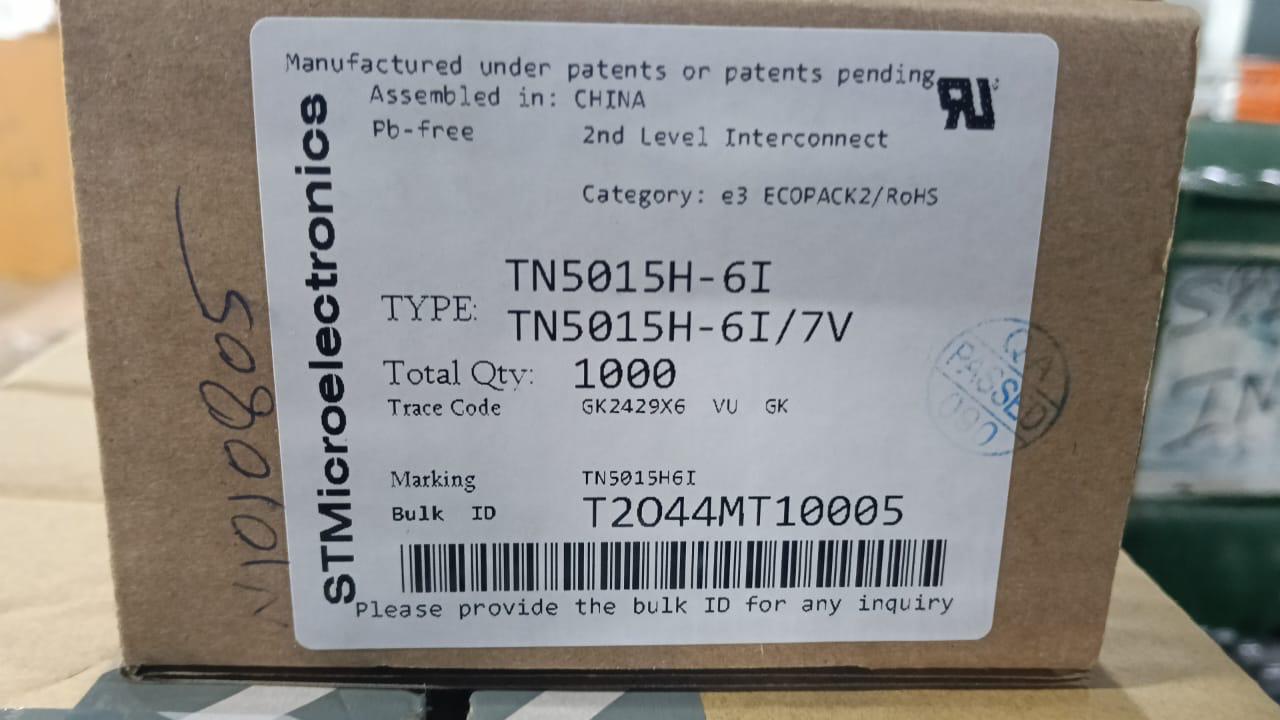 Manufactured under patents or patents pending
Assembled in: CHINA
Pb-free 2nd Level Interconnect
Category: e3 ECOPACK2/RoHS
STMicroelectronics
TYPE: TN5015H-6I
TN5015H-6I/7V
Total Qty: 1000
Trace Code GK2429X6 VU GK
Marking TN5015H6I
Bulk ID T2O44MT10005
Please provide the bulk ID for any inquiry
QA
PASSED
090